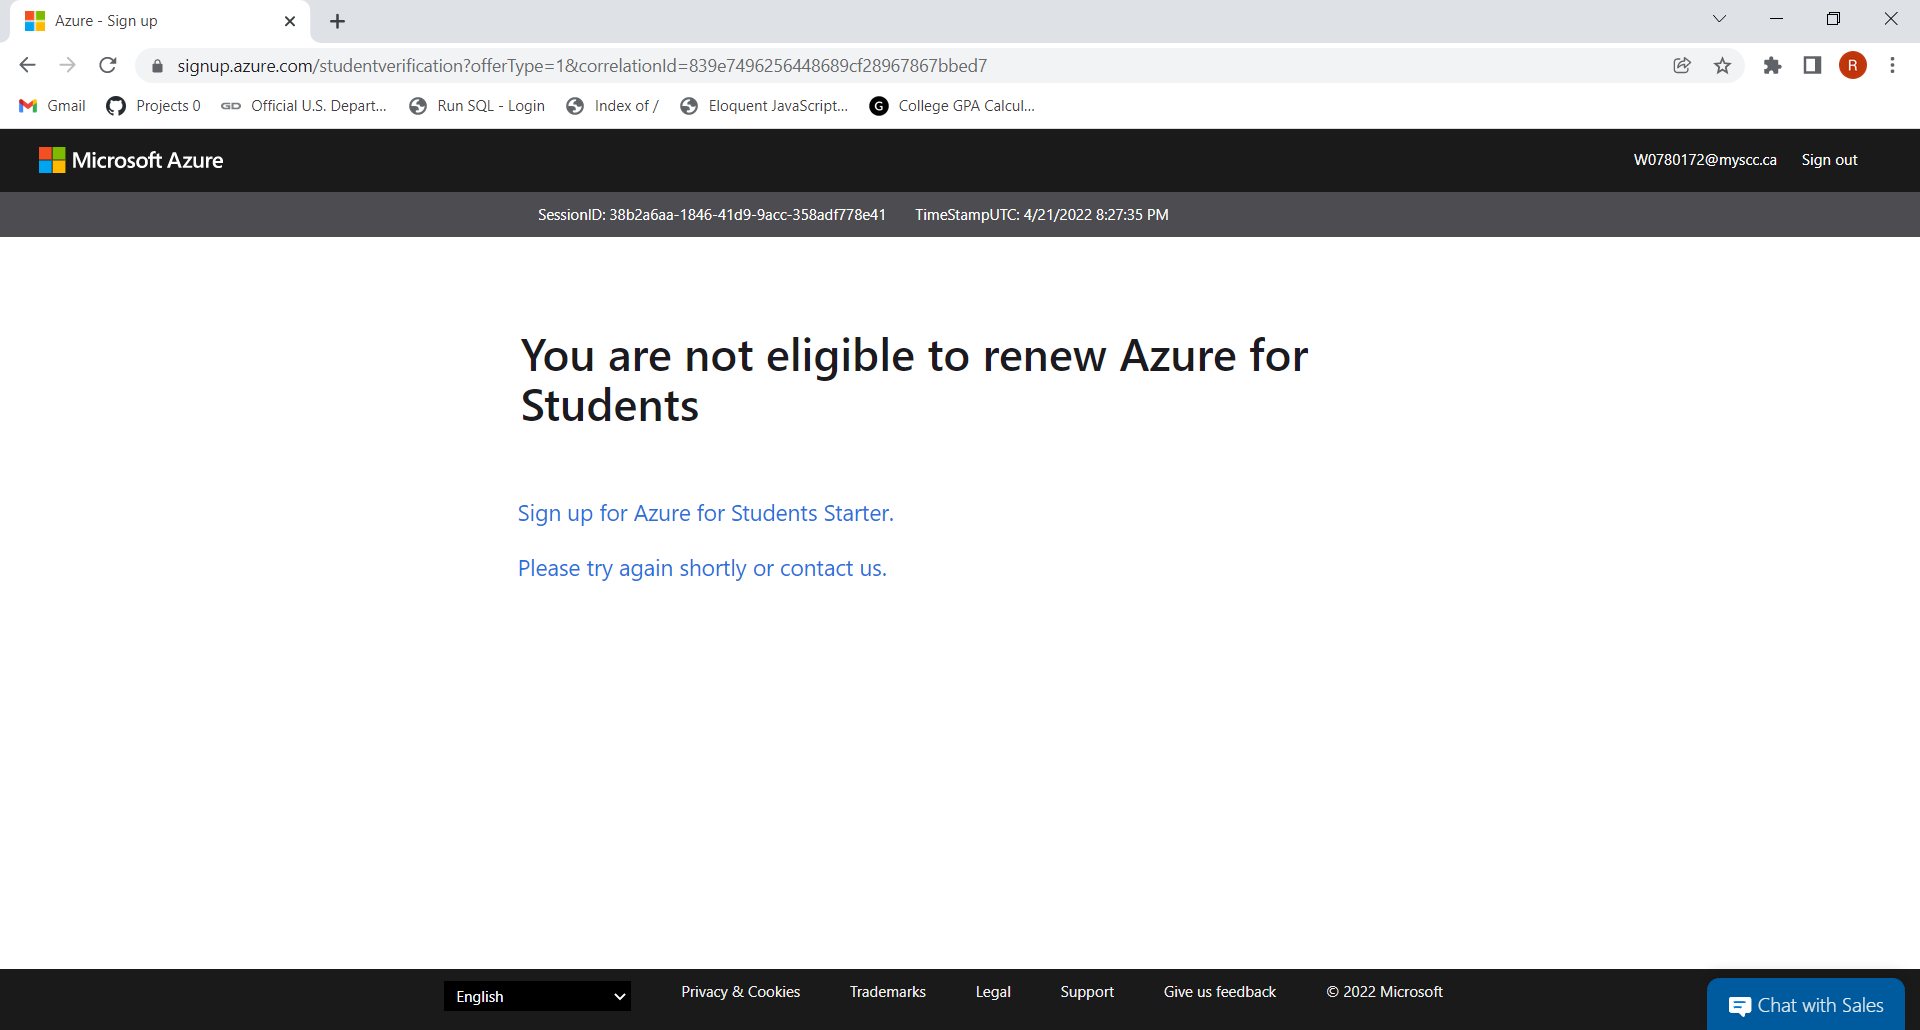 Azure - Sign up
signup.azure.com/studentverification?offerType=1&correlationId=839e7496256448689cf28967867bbed7
R
Gmail Projects 0 GD Official U.S. Depart... Run SQL - Login Index of / Eloquent JavaScript... G College GPA Calcul...
Microsoft Azure W0780172@myscc.ca Sign out
SessionID: 38b2a6aa-1846-41d9-9acc-358adf778e41 TimeStampUTC: 4/21/2022 8:27:35 PM
You are not eligible to renew Azure for
Students
Sign up for Azure for Students Starter.
Please try again shortly or contact us.
English Privacy & Cookies Trademarks Legal Support Give us feedback © 2022 Microsoft
Chat with Sales